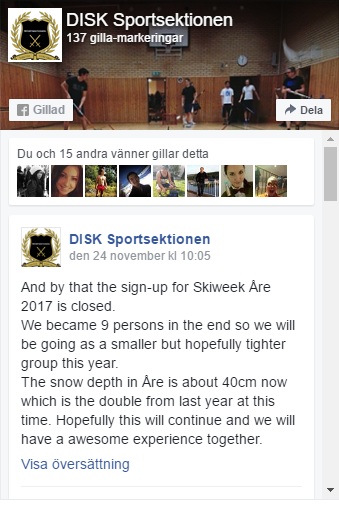 DISK Sportsektionen
137 gilla-markeringar
Gillad
Dela
Du och 15 andra vänner gillar detta
DISK Sportsektionen
den 24 november kl 10:05
And by that the sign-up for Skiweek Åre
2017 is closed.
We became 9 persons in the end so we will
be going as a smaller but hopefully tighter
group this year.
The snow depth in Åre is about 40cm now
which is the double from last year at this
time. Hopefully this will continue and we will
have a awesome experience together.
Visa översättning